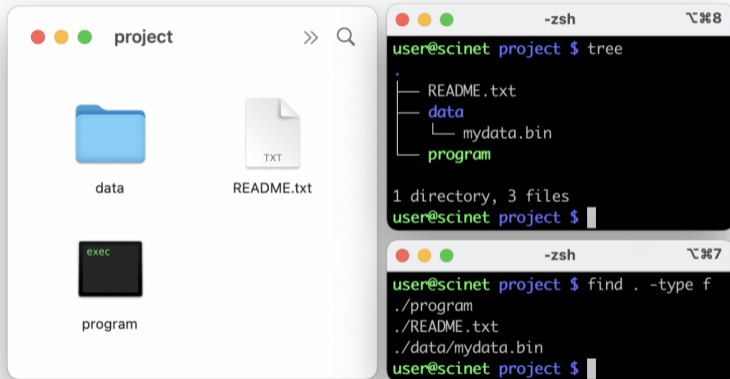 project
data
README.txt
TXT
exec
program
-zsh ⌥⌘8
user@scinet project $ tree
.
├── README.txt
├── data
│   └── mydata.bin
└── program
1 directory, 3 files
user@scinet project $
-zsh ⌥⌘7
user@scinet project $ find . -type f
./program
./README.txt
./data/mydata.bin
user@scinet project $